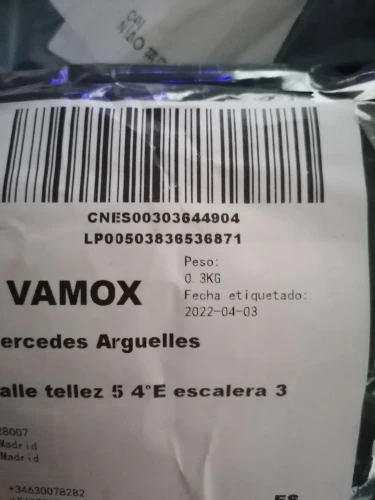 CNES00303644904
LP00503836536871
Peso:
0.3KG
VAMOX
Fecha etiquetado:
2022-04-03
ercedes Arguelles
alle tellez 5 4°E escalera 3
28007
Madrid
Madrid
+34630078282
ES